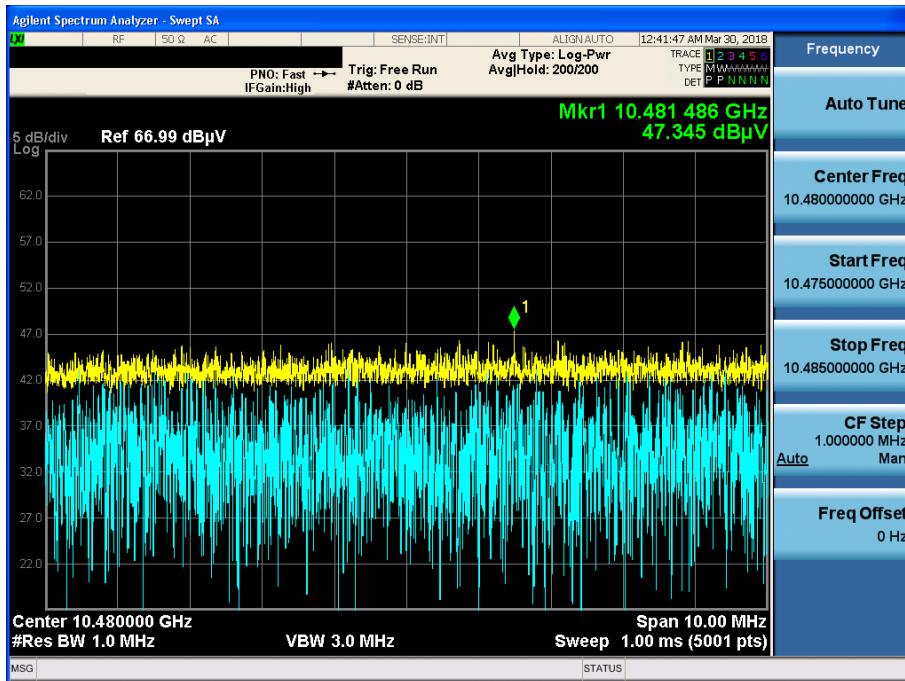 Agilent Spectrum Analyzer - Swept SA
LXI RF 50 Ω AC SENSE:INT ALIGN AUTO 12:41:47 AM Mar 30, 2018
PNO: Fast Trig: Free Run Avg Type: Log-Pwr TRACE 1 2 3 4 5 6
IFGain:High #Atten: 0 dB Avg|Hold: 200/200 TYPE M W
DET P P N N N N
Mkr1 10.481 486 GHz
47.345 dBµV
5 dB/div Ref 66.99 dBµV
Log
62.0
57.0
52.0
1
47.0
42.0
37.0
32.0
27.0
22.0
Center 10.480000 GHz Span 10.00 MHz
#Res BW 1.0 MHz VBW 3.0 MHz Sweep 1.00 ms (5001 pts)
MSG STATUS
Frequency
Auto Tune
Center Freq
10.480000000 GHz
Start Freq
10.475000000 GHz
Stop Freq
10.485000000 GHz
CF Step
1.000000 MHz
Auto Man
Freq Offset
0 Hz